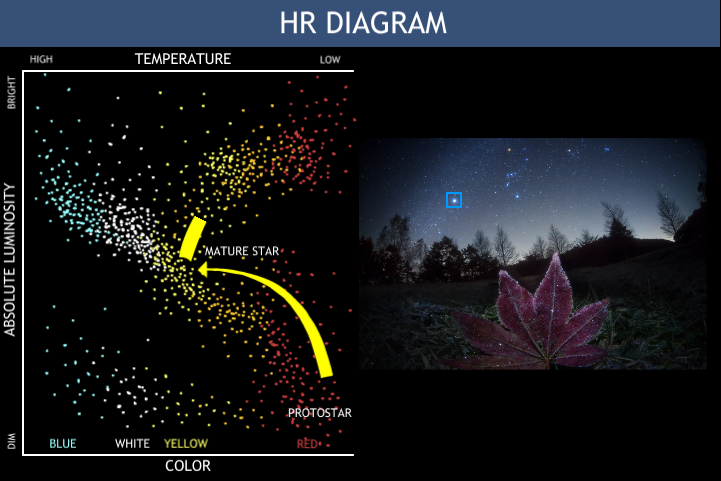 HR DIAGRAM
HIGH TEMPERATURE LOW
BRIGHT
ABSOLUTE LUMINOSITY
DIM
MATURE STAR
PROTOSTAR
BLUE WHITE YELLOW RED
COLOR